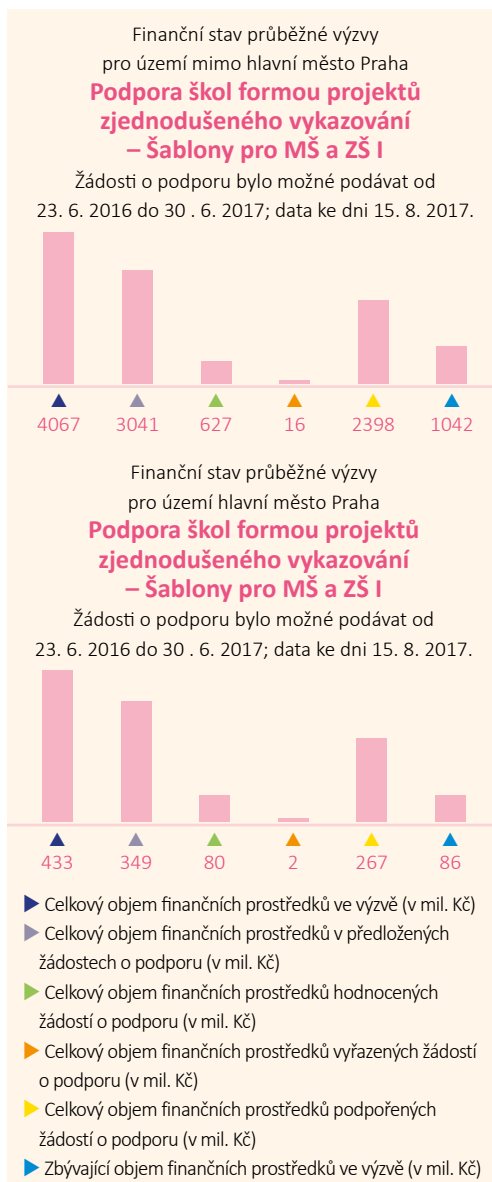 Finanční stav průběžné výzvy
pro území mimo hlavní město Praha
Podpora škol formou projektů
zjednodušeného vykazování
– Šablony pro MŠ a ZŠ I
Žádosti o podporu bylo možné podávat od
23. 6. 2016 do 30 . 6. 2017; data ke dni 15. 8. 2017.
4067 3041 627 16 2398 1042
Finanční stav průběžné výzvy
pro území hlavní město Praha
Podpora škol formou projektů
zjednodušeného vykazování
– Šablony pro MŠ a ZŠ I
Žádosti o podporu bylo možné podávat od
23. 6. 2016 do 30 . 6. 2017; data ke dni 15. 8. 2017.
433 349 80 2 267 86
Celkový objem finančních prostředků ve výzvě (v mil. Kč)
Celkový objem finančních prostředků v předložených
žádostech o podporu (v mil. Kč)
Celkový objem finančních prostředků hodnocených
žádostí o podporu (v mil. Kč)
Celkový objem finančních prostředků vyřazených žádostí
o podporu (v mil. Kč)
Celkový objem finančních prostředků podpořených
žádostí o podporu (v mil. Kč)
Zbývající objem finančních prostředků ve výzvě (v mil. Kč)